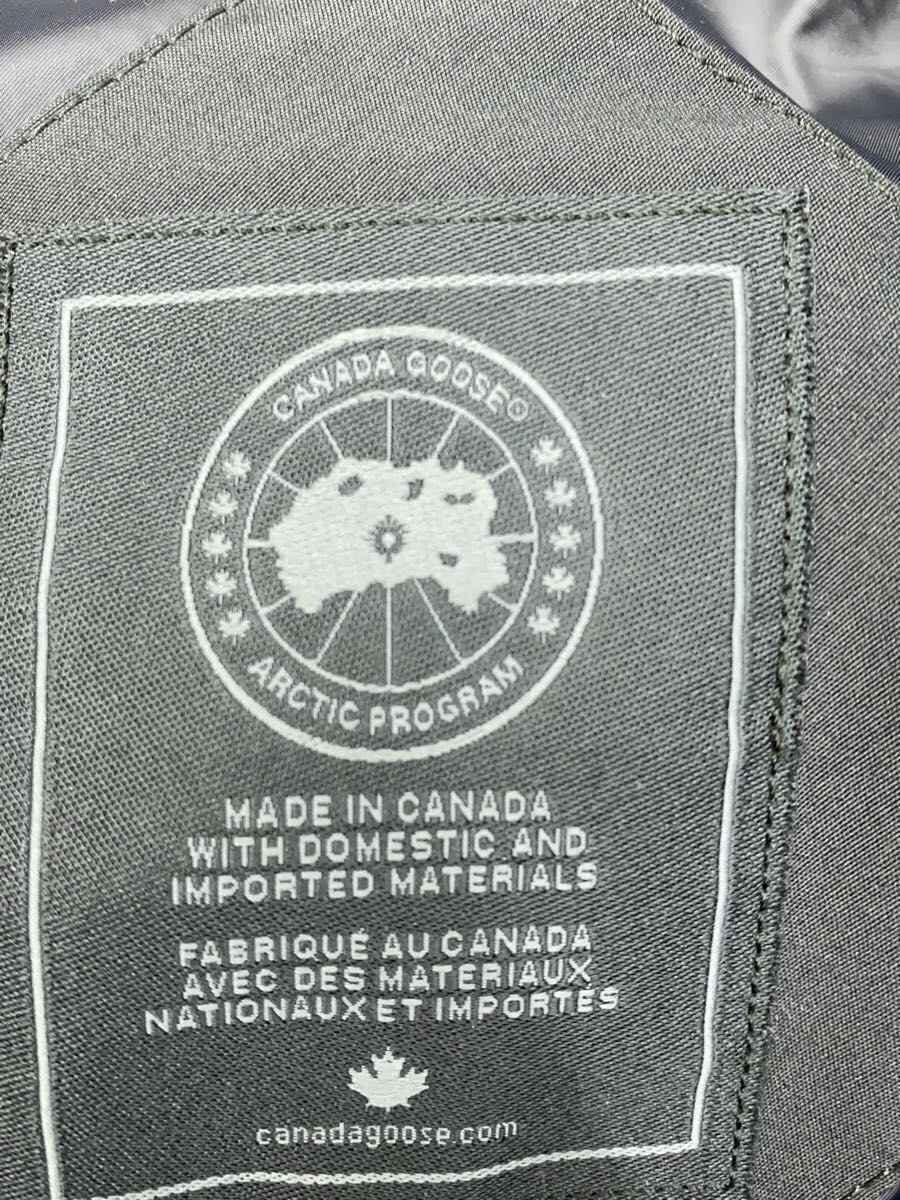 CANADA GOOSE®
ARCTIC PROGRAM
MADE IN CANADA
WITH DOMESTIC AND
IMPORTED MATERIALS
FABRIQUÉ AU CANADA
AVEC DES MATERIAUX
NATIONAUX ET IMPORTÉS
canadagoose.com